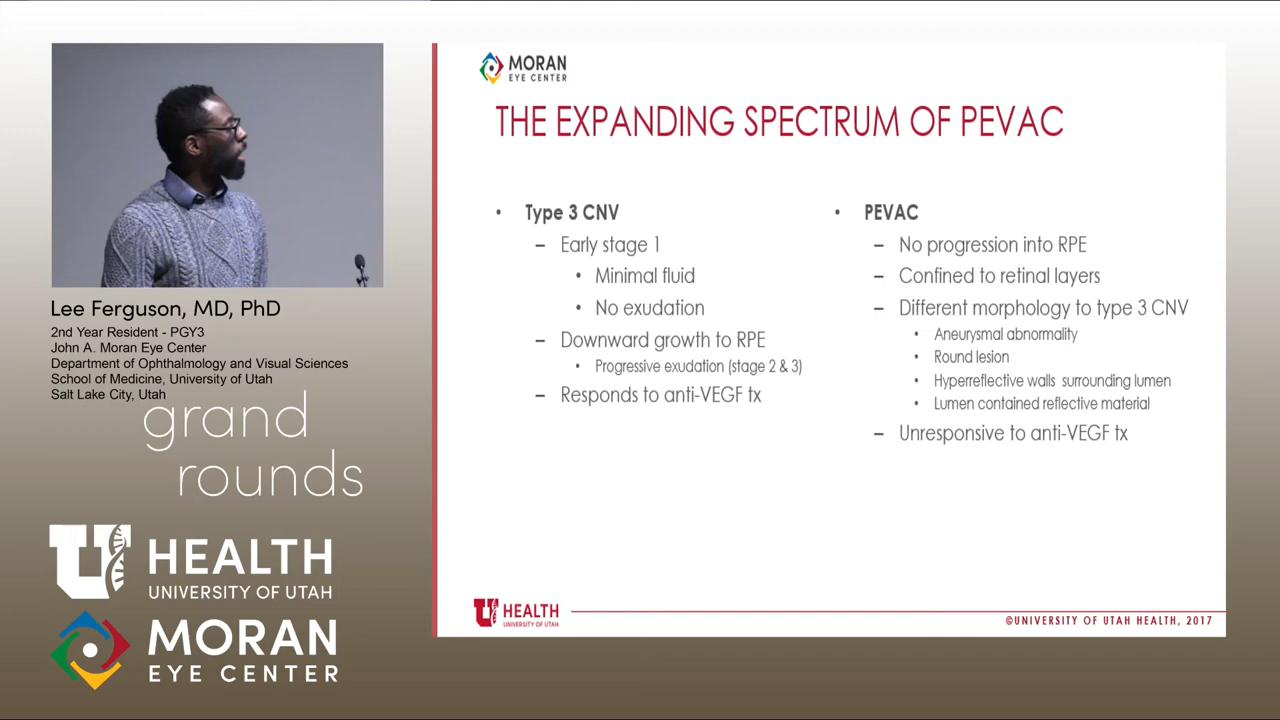 Lee Ferguson, MD, PhD
2nd Year Resident - PGY3
John A. Moran Eye Center
Department of Ophthalmology and Visual Sciences
School of Medicine, University of Utah
Salt Lake City, Utah
grand
rounds
U
HEALTH
UNIVERSITY OF UTAH
MORAN
EYE CENTER
MORAN
EYE CENTER
THE EXPANDING SPECTRUM OF PEVAC
• Type 3 CNV
– Early stage 1
• Minimal fluid
• No exudation
– Downward growth to RPE
• Progressive exudation (stage 2 & 3)
– Responds to anti-VEGF tx
• PEVAC
– No progression into RPE
– Confined to retinal layers
– Different morphology to type 3 CNV
• Aneurysmal abnormality
• Round lesion
• Hyperreflective walls surrounding lumen
• Lumen contained reflective material
– Unresponsive to anti-VEGF tx
U HEALTH
UNIVERSITY OF UTAH
©UNIVERSITY OF UTAH HEALTH, 2017